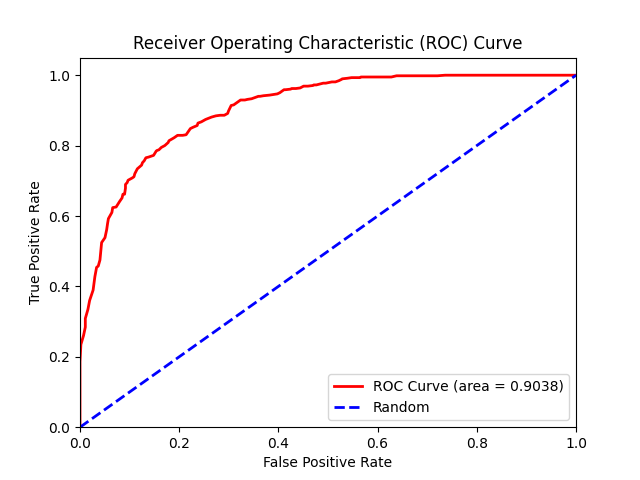 Receiver Operating Characteristic (ROC) Curve
1.0
0.8
0.6
0.4
0.2
0.0
True Positive Rate
ROC Curve (area = 0.9038)
Random
0.0 0.2 0.4 0.6 0.8 1.0
False Positive Rate